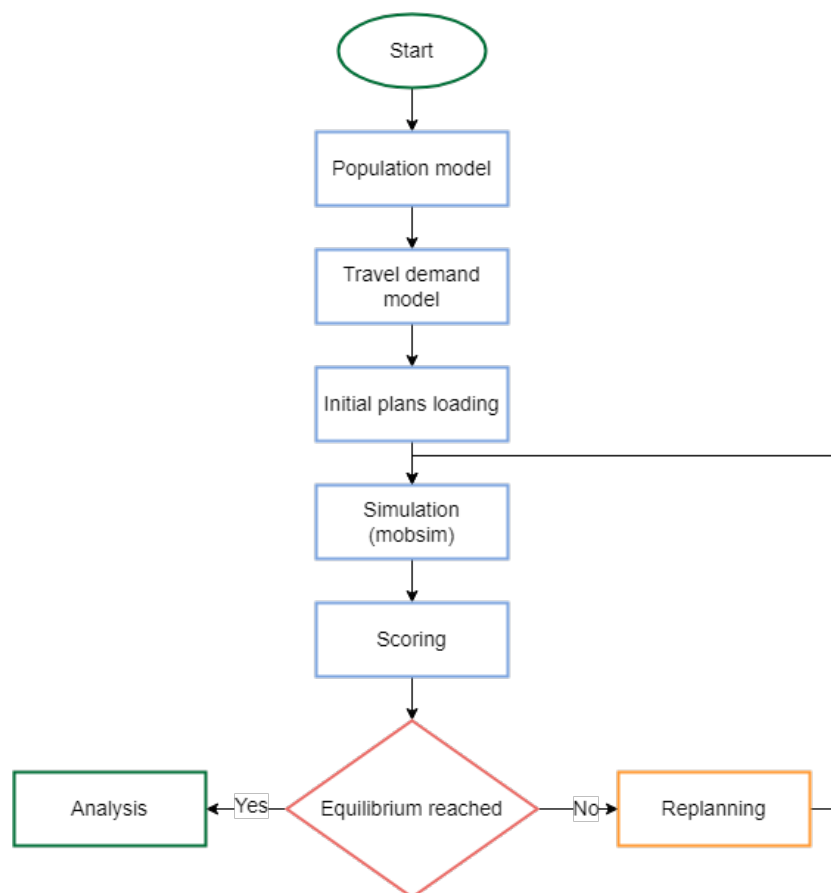 Start
Population model
Travel demand
model
Initial plans loading
Simulation
(mobsim)
Scoring
Analysis
Yes
Equilibrium reached
No
Replanning